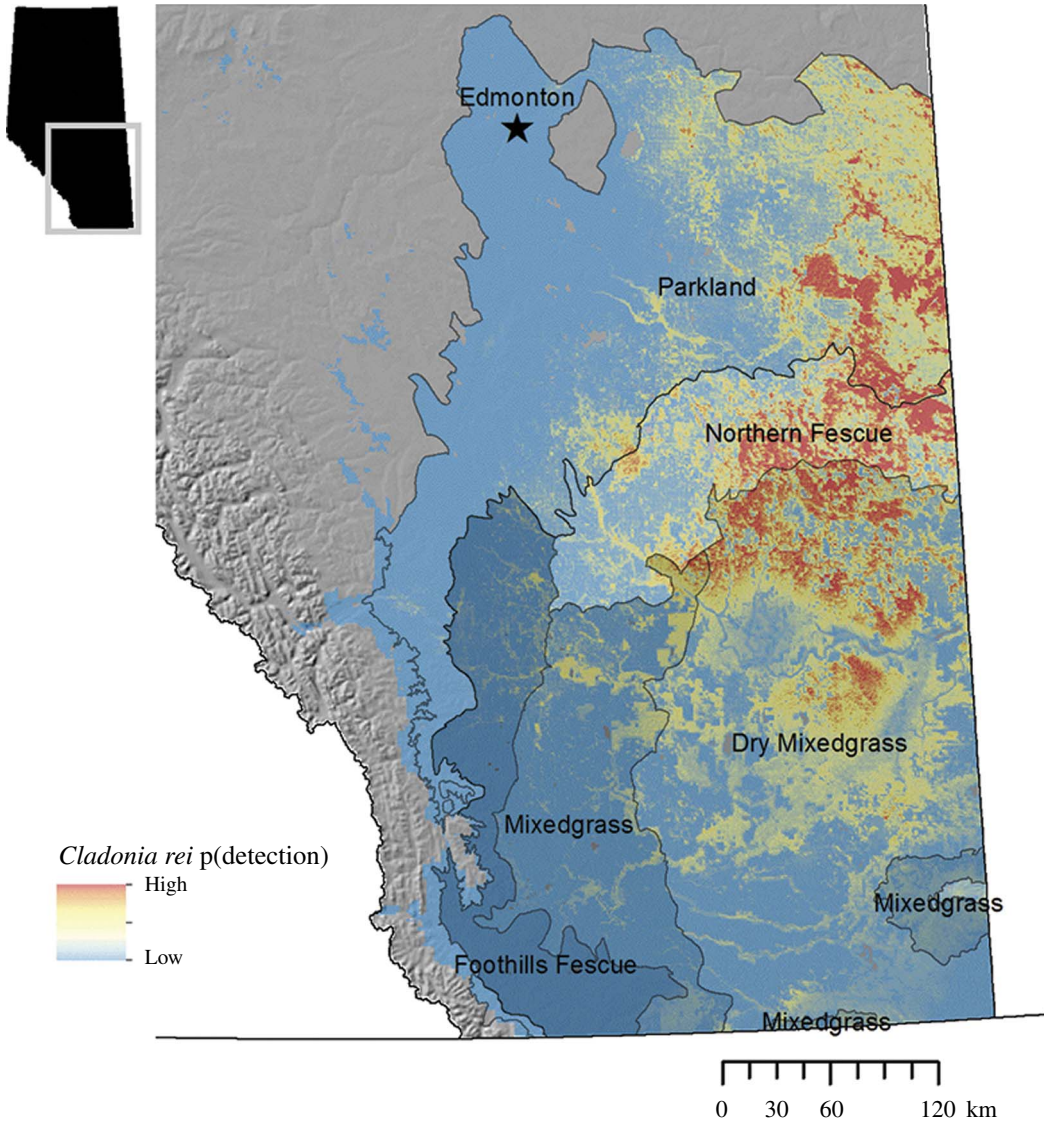 Edmonton
Parkland
Northern Fescue
Dry Mixedgrass
Mixedgrass
Cladonia rei p(detection)
High
Low
Mixedgrass
Foothills Fescue
Mixedgrass
0 30 60 120 km